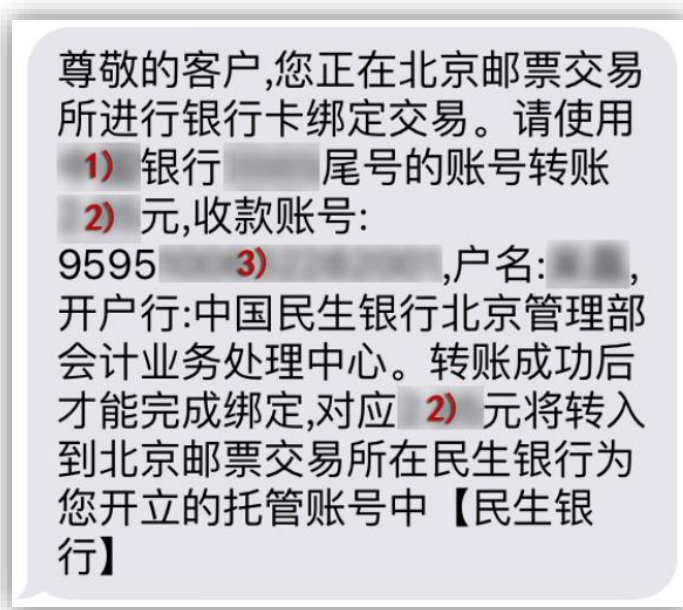 尊敬的客户,您正在北京邮票交易
所进行银行卡绑定交易。请使用
1) 银行 尾号的账号转账
2) 元,收款账号:
9595 3) ,户名: ,
开户行:中国民生银行北京管理部
会计业务处理中心。转账成功后
才能完成绑定,对应 2) 元将转入
到北京邮票交易所在民生银行为
您开立的托管账号中【民生银
行】